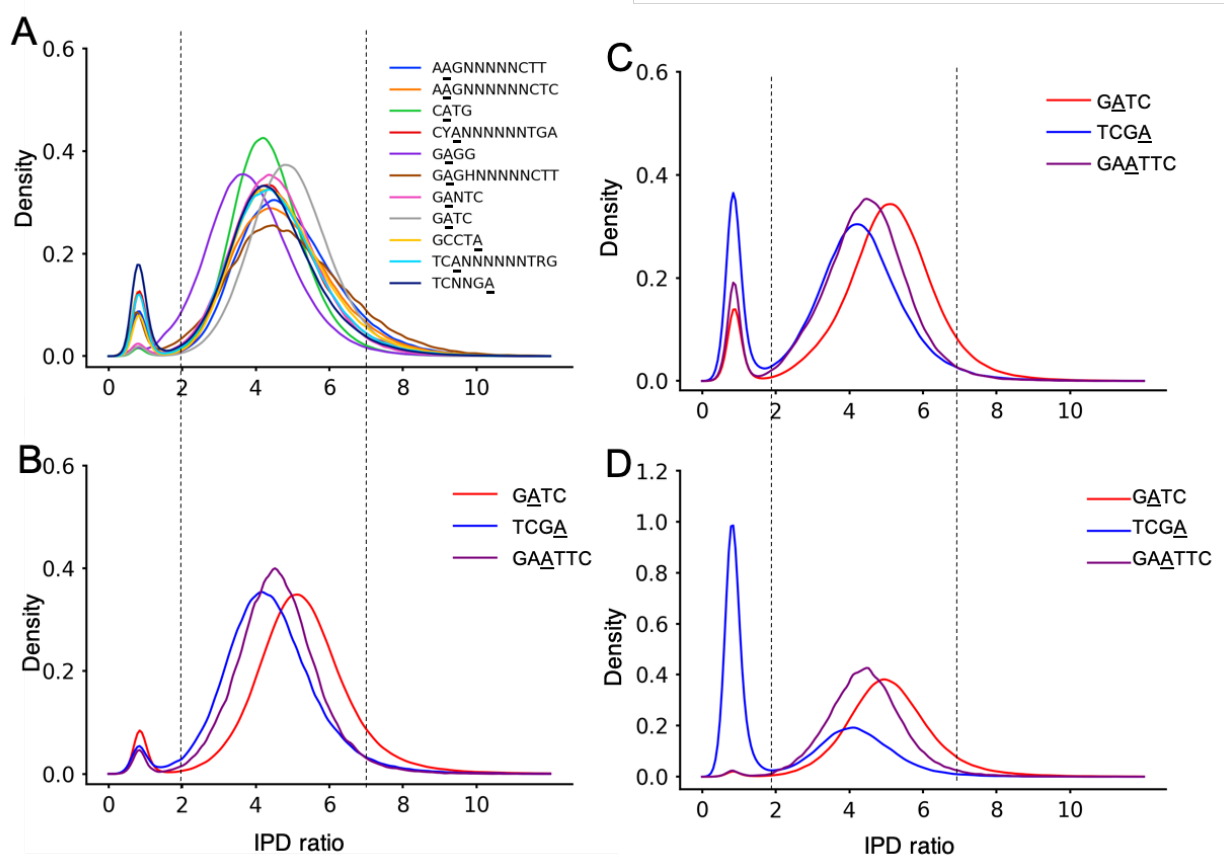 A
0.6
0.4
0.2
0.0
Density
0 2 4 6 8 10
AAGNNNNNCTT
AAGNNNNNNCTC
CATG
CYANNNNNNTGA
GAGG
GAGHNNNNNCTT
GANTC
GATC
GCCTA
TCANNNNNNTRG
TCNNGA
B
0.6
0.4
0.2
0.0
Density
0 2 4 6 8 10
IPD ratio
GATC
TCGA
GAATTC
C
0.6
0.4
0.2
0.0
Density
0 2 4 6 8 10
GATC
TCGA
GAATTC
D
1.2
1.0
0.8
0.6
0.4
0.2
0.0
Density
0 2 4 6 8 10
IPD ratio
GATC
TCGA
GAATTC